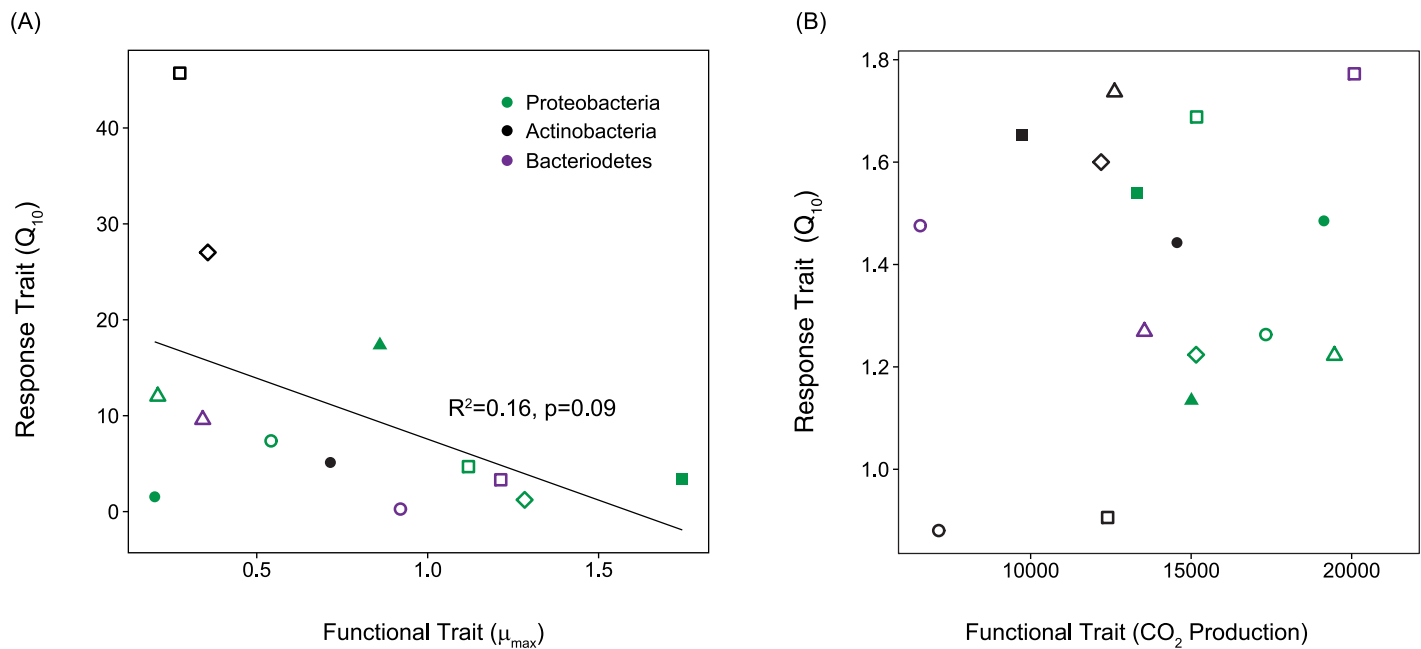 (A)
Response Trait (Q10)
40
30
20
10
0
Proteobacteria
Actinobacteria
Bacteriodetes
R²=0.16, p=0.09
0.5
1.0
1.5
Functional Trait (μmax)
(B)
Response Trait (Q10)
1.8
1.6
1.4
1.2
1.0
10000
15000
20000
Functional Trait (CO2 Production)